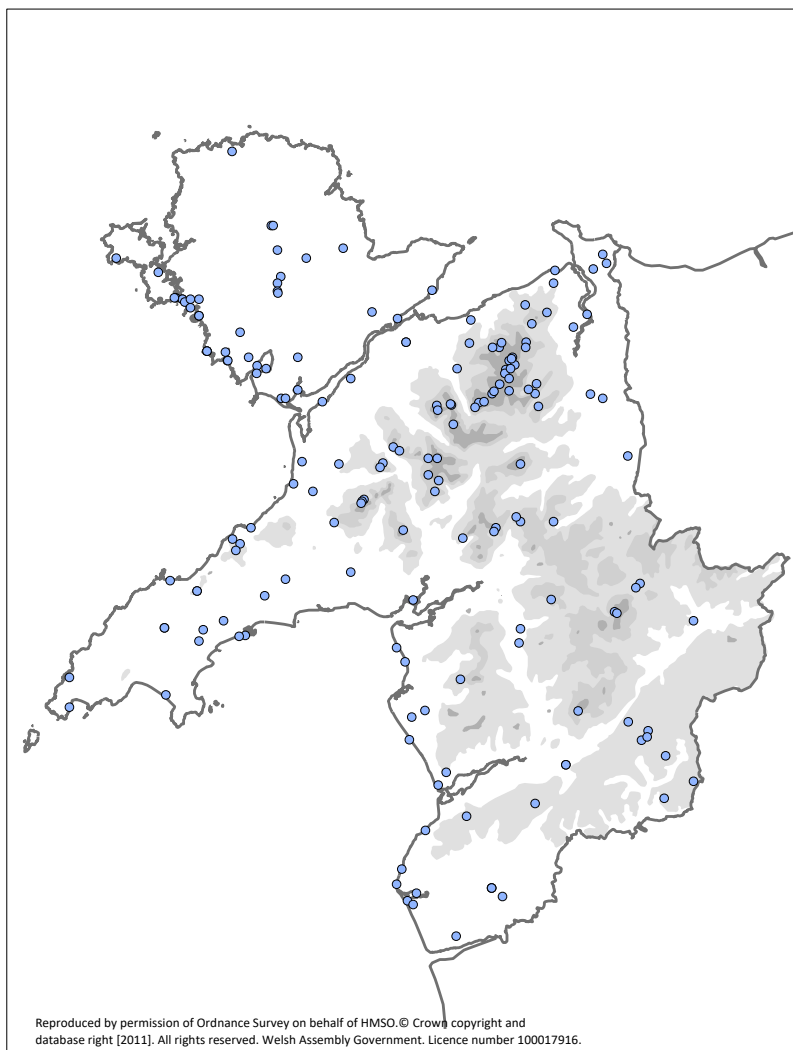 Reproduced by permission of Ordnance Survey on behalf of HMSO.© Crown copyright and
database right [2011]. All rights reserved. Welsh Assembly Government. Licence number 100017916.